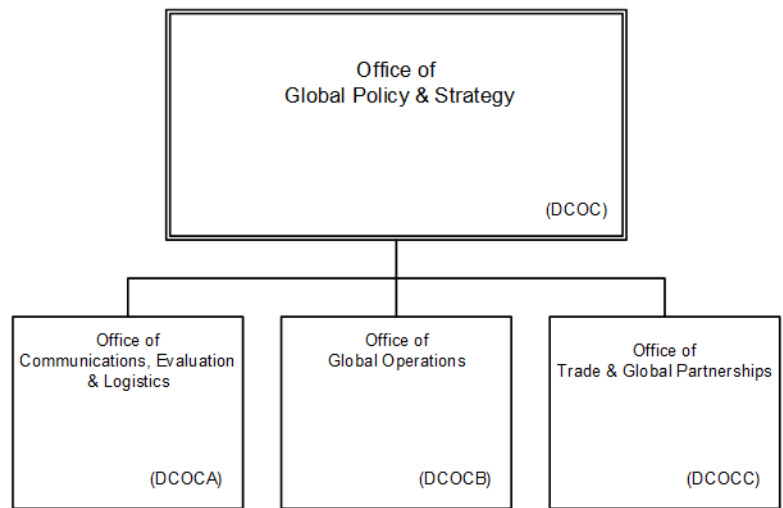 Office of
Global Policy & Strategy
(DCOC)
Office of
Communications, Evaluation
& Logistics
(DCOCA)
Office of
Global Operations
(DCOCB)
Office of
Trade & Global Partnerships
(DCOCC)